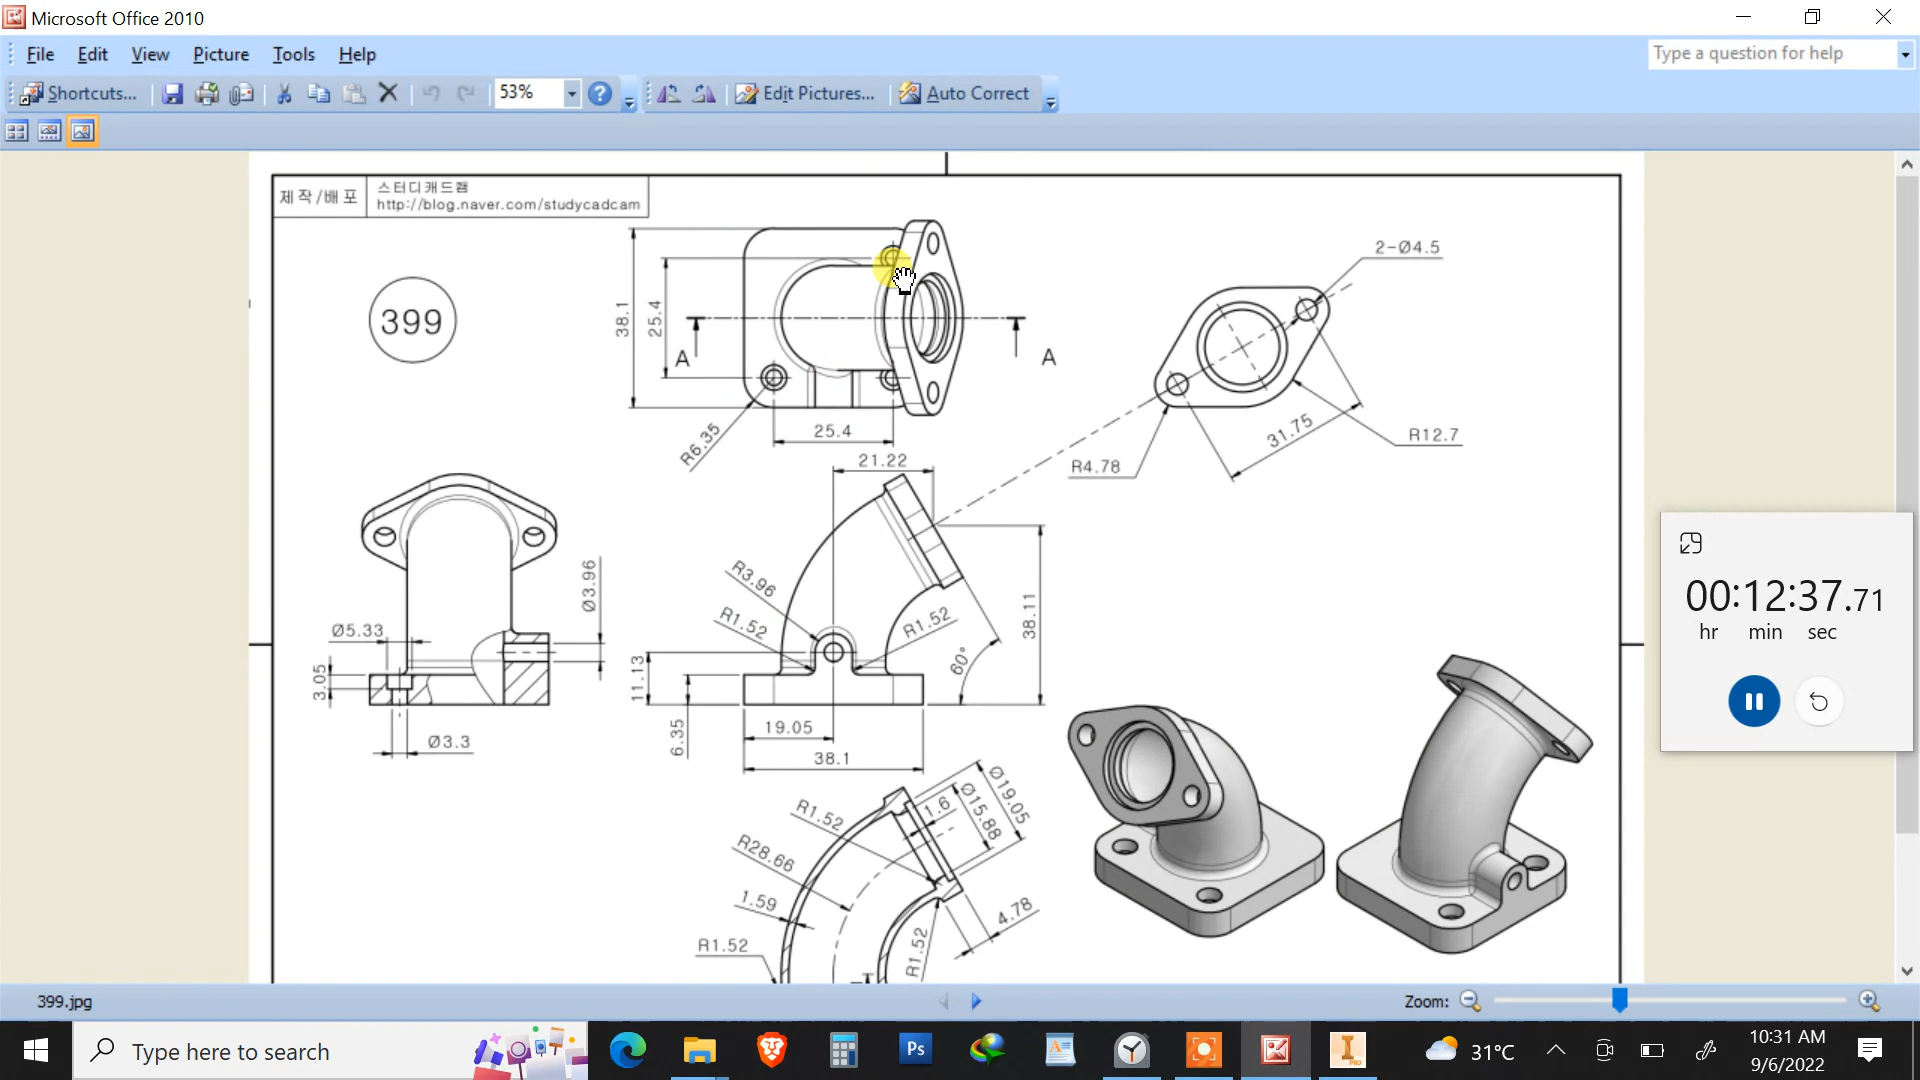 Microsoft Office 2010
File Edit View Picture Tools Help
Type a question for help
Shortcuts... 53% Edit Pictures... Auto Correct
제작/배포
스터디캐드캠
http://blog.naver.com/studycadcam
399
38.1
25.4
A
A
R6.35
25.4
2-Ø4.5
31.75
R12.7
R4.78
21.22
Ø3.96
Ø5.33
3.05
Ø3.3
R3.96
R1.52
R1.52
38.11
60°
11.13
6.35
19.05
38.1
R1.52
1.6
Ø15.88
Ø19.05
R28.66
1.59
R1.52
R1.52
4.78
00:12:37.71
hr min sec
399.jpg
Zoom:
Type here to search
Ps
I
PRO
31°C
10:31 AM
9/6/2022